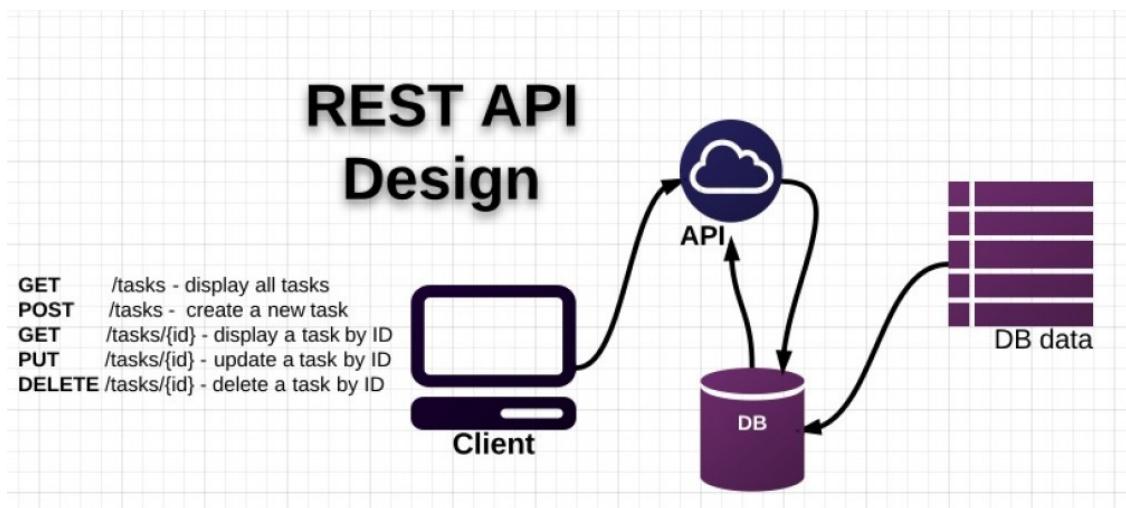 REST API
Design
API
GET /tasks - display all tasks
POST /tasks - create a new task
GET /tasks/{id} - display a task by ID
PUT /tasks/{id} - update a task by ID
DELETE /tasks/{id} - delete a task by ID
Client
DB
DB data